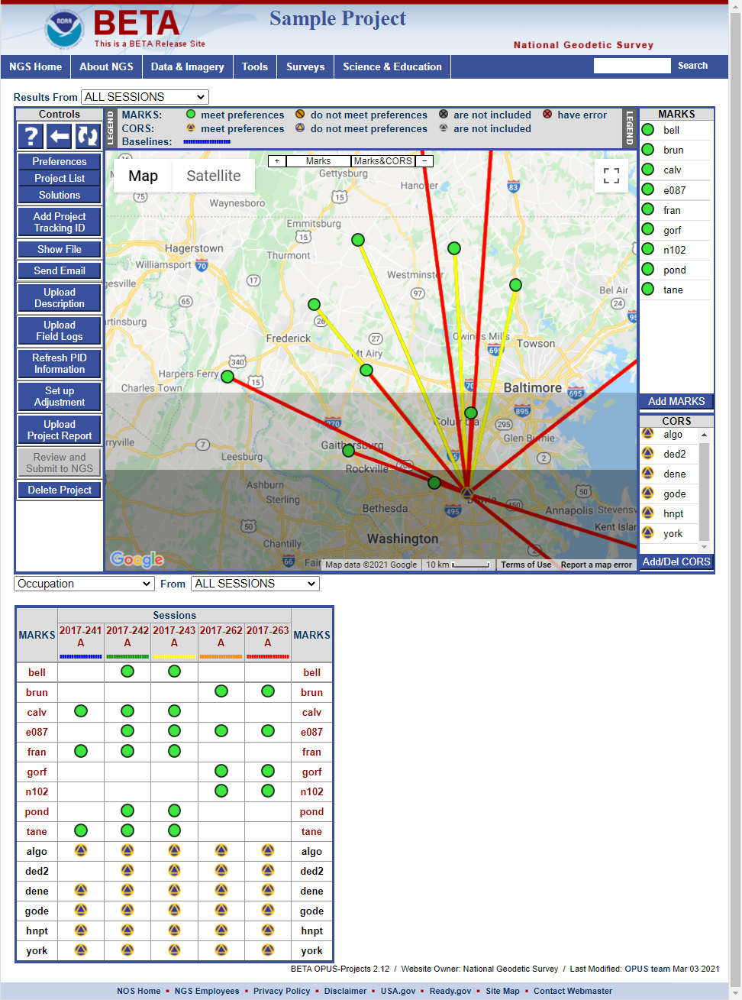 NOAA
BETA
This is a BETA Release Site
Sample Project
National Geodetic Survey
NGS Home
About NGS
Data & Imagery
Tools
Surveys
Science & Education
Search
Results From ALL SESSIONS
Controls
?
Preferences
Project List
Solutions
Add Project
Tracking ID
Show File
Send Email
Upload
Description
Upload
Field Logs
Refresh PID
Information
Set up
Adjustment
Upload
Project Report
Review and
Submit to NGS
Delete Project
LEGEND
MARKS: meet preferences do not meet preferences are not included have error
CORS: meet preferences do not meet preferences are not included
Baselines:
LEGEND
Map
Satellite
+ Marks Marks&CORS −
Gettysburg
Hanover
83
75
15
Waynesboro
Emmitsburg
15
Hagerstown
Thurmont
Williamsport
70
Westminster
gesville
17
97
Bel Air
24
65
95
artinsburg
26
Frederick
27
Owings Mills
Towson
695
Mt Airy
340
Harpers Ferry
15
Charles Town
70
Baltimore
695
895
270
Columbia
295
Glen Burnie
rryville
7
Gaithersburg
Leesburg
95
2
Rockville
200
Ashburn
Bowie
50
Sterling
450
Bethesda
495
Annapolis
Stevensv
50
Kent Islan
Washington
Chantilly
2
66
Fair
Google
Map data ©2021 Google
10 km
Terms of Use
Report a map error
MARKS
bell
brun
calv
e087
fran
gorf
n102
pond
tane
Add MARKS
CORS
algo
ded2
dene
gode
hnpt
york
Add/Del CORS
Occupation From ALL SESSIONS
MARKS Sessions MARKS
2017-241 2017-242 2017-243 2017-262 2017-263
A A A A A
bell bell
brun brun
calv calv
e087 e087
fran fran
gorf gorf
n102 n102
pond pond
tane tane
algo algo
ded2 ded2
dene dene
gode gode
hnpt hnpt
york york
BETA OPUS-Projects 2.12 / Website Owner: National Geodetic Survey / Last Modified: OPUS team Mar 03 2021
NOS Home ▪ NGS Employees ▪ Privacy Policy ▪ Disclaimer ▪ USA.gov ▪ Ready.gov ▪ Site Map ▪ Contact Webmaster